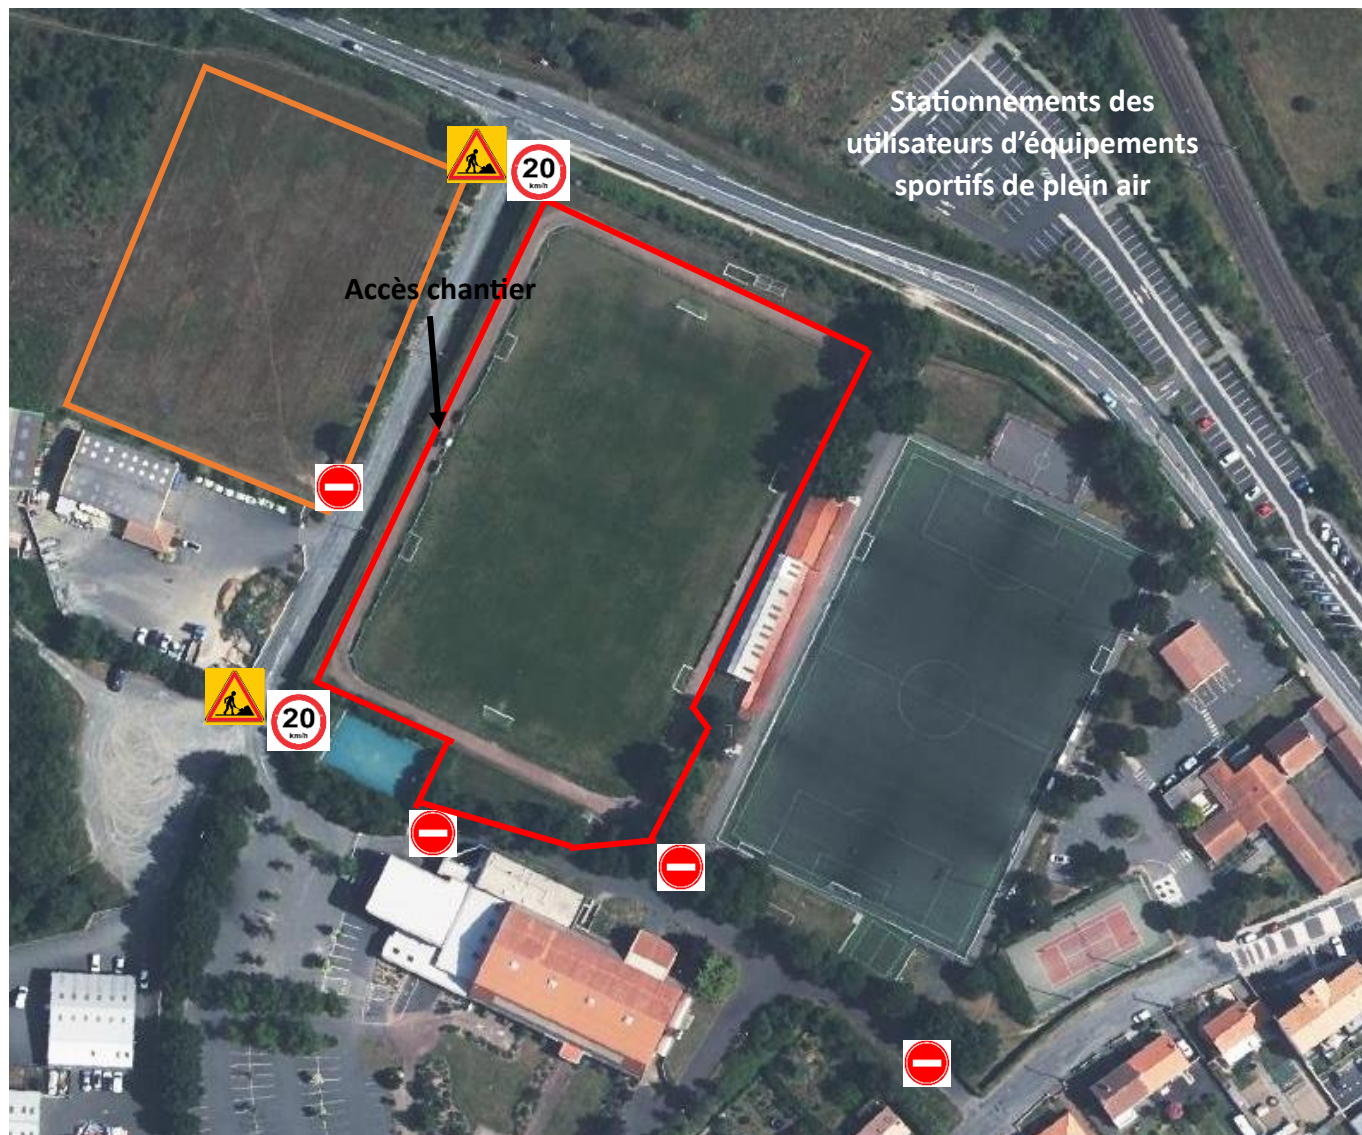 Stationnements des
utilisateurs d'équipements
sportifs de plein air
20
km/h
Accès chantier
20
km/h